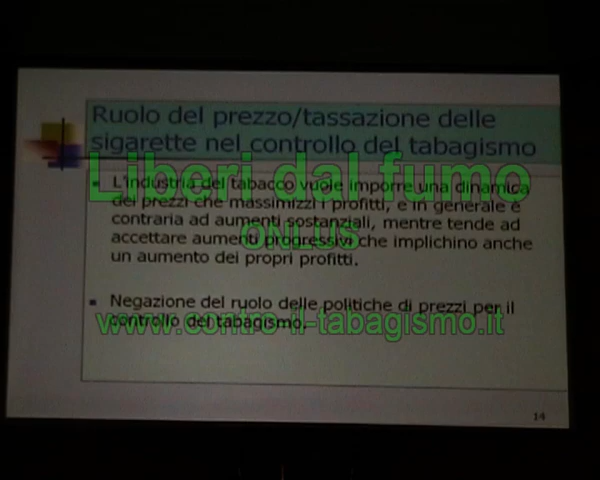 Ruolo del prezzo/tassazione delle
sigarette nel controllo del tabagismo
Liberi dal fumo
L'industria del tabacco vuole imporre una dinamica
dei prezzi che massimizzi i profitti, e in generale è
contraria ad aumenti sostanziali, mentre tende ad
ONLUS
accettare aumenti progressivi che implichino anche
un aumento dei propri profitti.
Negazione del ruolo delle politiche di prezzi per il
controllo del tabagismo.
www.contro-il-tabagismo.it
14